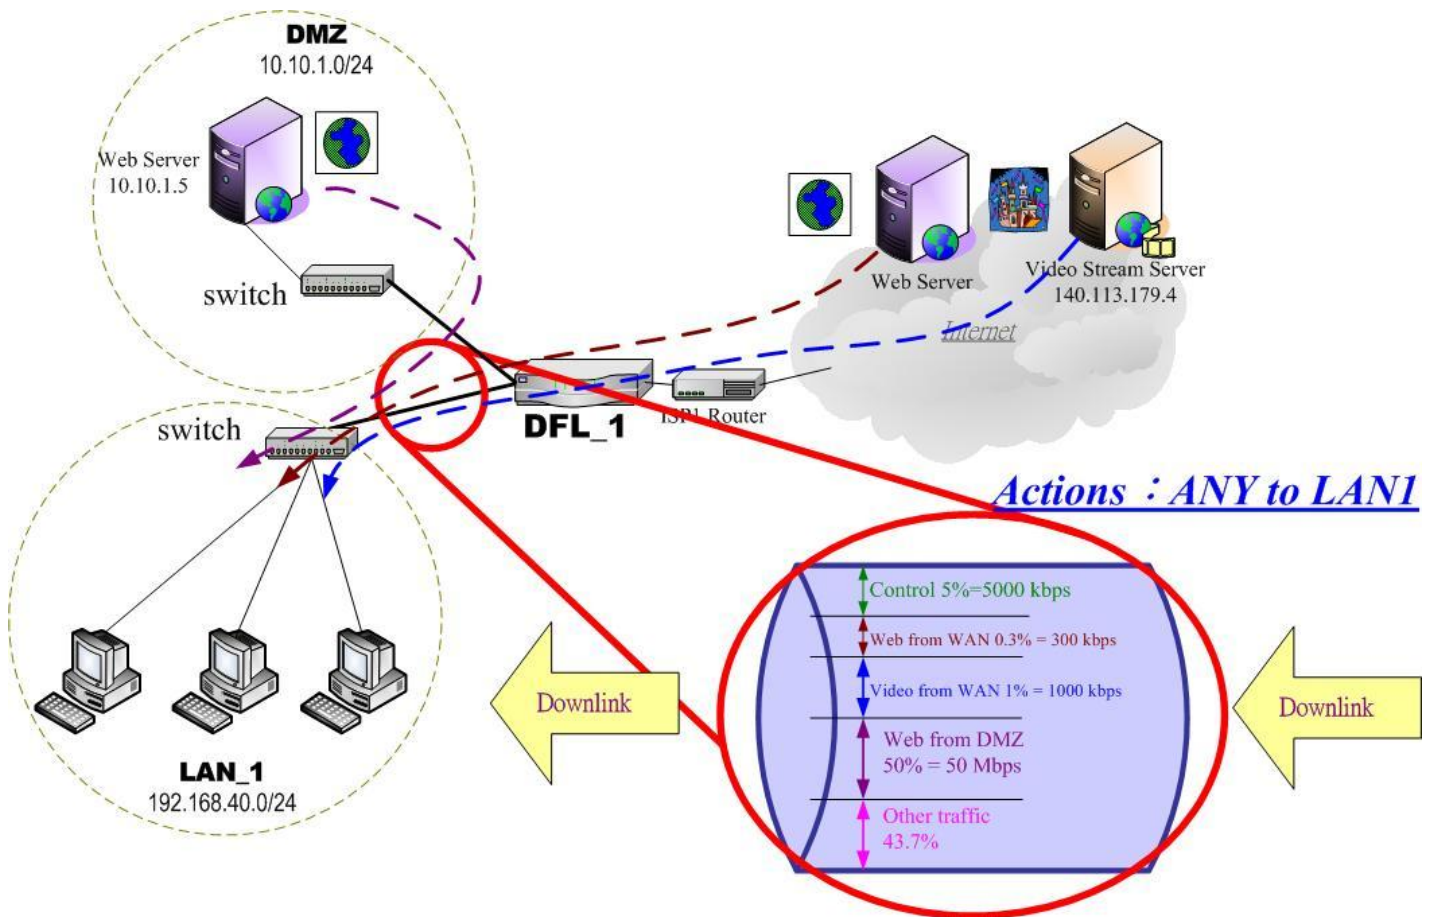 DMZ
10.10.1.0/24
Web Server
10.10.1.5
switch
Web Server
Video Stream Server
140.113.179.4
Internet
ISP1 Router
DFL_1
switch
Actions：ANY to LAN1
Control 5%=5000 kbps
Web from WAN 0.3% = 300 kbps
Video from WAN 1% = 1000 kbps
Web from DMZ
50% = 50 Mbps
Other traffic
43.7%
Downlink
Downlink
LAN_1
192.168.40.0/24